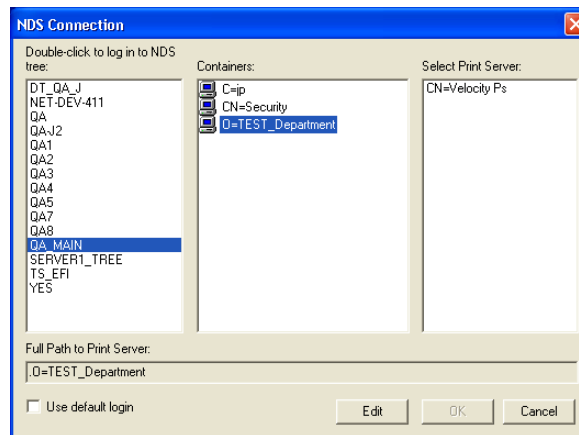 NDS Connection
Double-click to log in to NDS
tree:
Containers:
Select Print Server:
DT_QA_J
NET-DEV-411
QA
QA-J2
QA1
QA2
QA3
QA4
QA5
QA7
QA8
QA_MAIN
SERVER1_TREE
TS_EFI
YES
C=jp
CN=Security
O=TEST_Department
CN=Velocity Ps
Full Path to Print Server:
.O=TEST_Department
Use default login
Edit
OK
Cancel